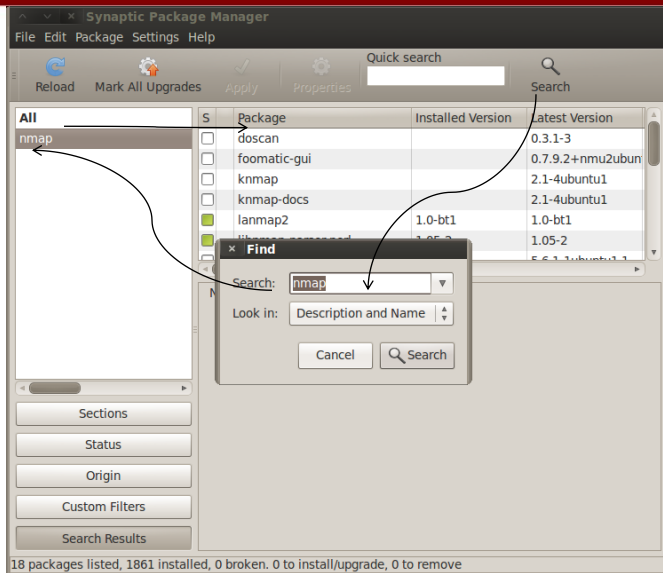 Synaptic Package Manager
File Edit Package Settings Help
Reload
Mark All Upgrades
Apply
Properties
Quick search
Search
All
nmap
S Package Installed Version Latest Version
doscan 0.3.1-3
foomatic-gui 0.7.9.2+nmu2ubun
knmap 2.1-4ubuntu1
knmap-docs 2.1-4ubuntu1
lanmap2 1.0-bt1 1.0-bt1
1.05-2
Find
Search: nmap
Look in: Description and Name
Cancel
Search
Sections
Status
Origin
Custom Filters
Search Results
18 packages listed, 1861 installed, 0 broken. 0 to install/upgrade, 0 to remove